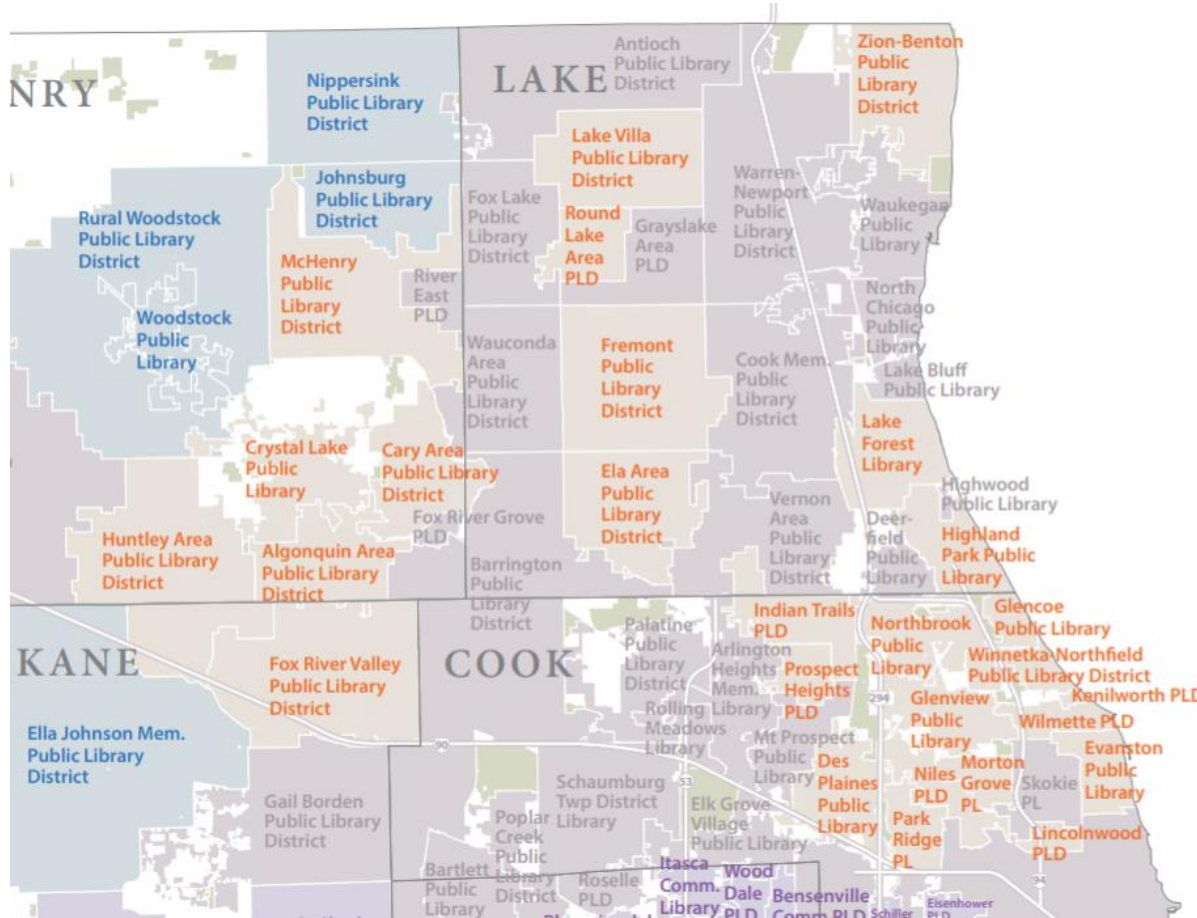 NRY
LAKE
KANE
COOK
Nippersink
Public Library
District
Antioch
Public Library
District
Zion-Benton
Public
Library
District
Lake Villa
Public Library
District
Johnsburg
Public Library
District
Fox Lake
Public
Library
District
Round
Lake
Area
PLD
Grayslake
Area
PLD
Warren-
Newport
Public
Library
District
Waukegan
Public
Library
Rural Woodstock
Public Library
District
McHenry
Public
Library
District
River
East
PLD
North
Chicago
Public
Library
Woodstock
Public
Library
Wauconda
Area
Public
Library
District
Fremont
Public
Library
District
Cook Mem.
Public
Library
District
Lake Bluff
Public Library
Crystal Lake
Public
Library
Cary Area
Public Library
District
Lake
Forest
Library
Ela Area
Public
Library
District
Highwood
Public Library
Vernon
Area
Public
Library
District
Deer-
field
Public
Library
Fox River Grove
PLD
Highland
Park Public
Library
Huntley Area
Public Library
District
Algonquin Area
Public Library
District
Barrington
Public
Library
District
Indian Trails
PLD
Northbrook
Public
Library
Glencoe
Public Library
Palatine
Public
Library
District
Arlington
Heights
Mem.
Library
Prospect
Heights
PLD
Winnetka-Northfield
Public Library District
Kenilworth PLD
Fox River Valley
Public Library
District
Rolling
Meadows
Library
294
Glenview
Public
Library
Wilmette PLD
Ella Johnson Mem.
Public Library
District
90
Mt Prospect
Public
Library
Des
Plaines
Public
Library
Niles
PLD
Morton
Grove
PL
Skokie
PL
Evanston
Public
Library
Gail Borden
Public Library
District
Schaumburg
Twp District
Library
53
Elk Grove
Village
Public Library
Poplar
Creek
Public
Library
District
Park
Ridge
PL
Lincolnwood
PLD
94
Bartlett
Public
Library
Roselle
PLD
Itasca
Comm.
Library
Wood
Dale
PLD
Bensenville
Comm PLD
Schiller
Eisenhower
PLD